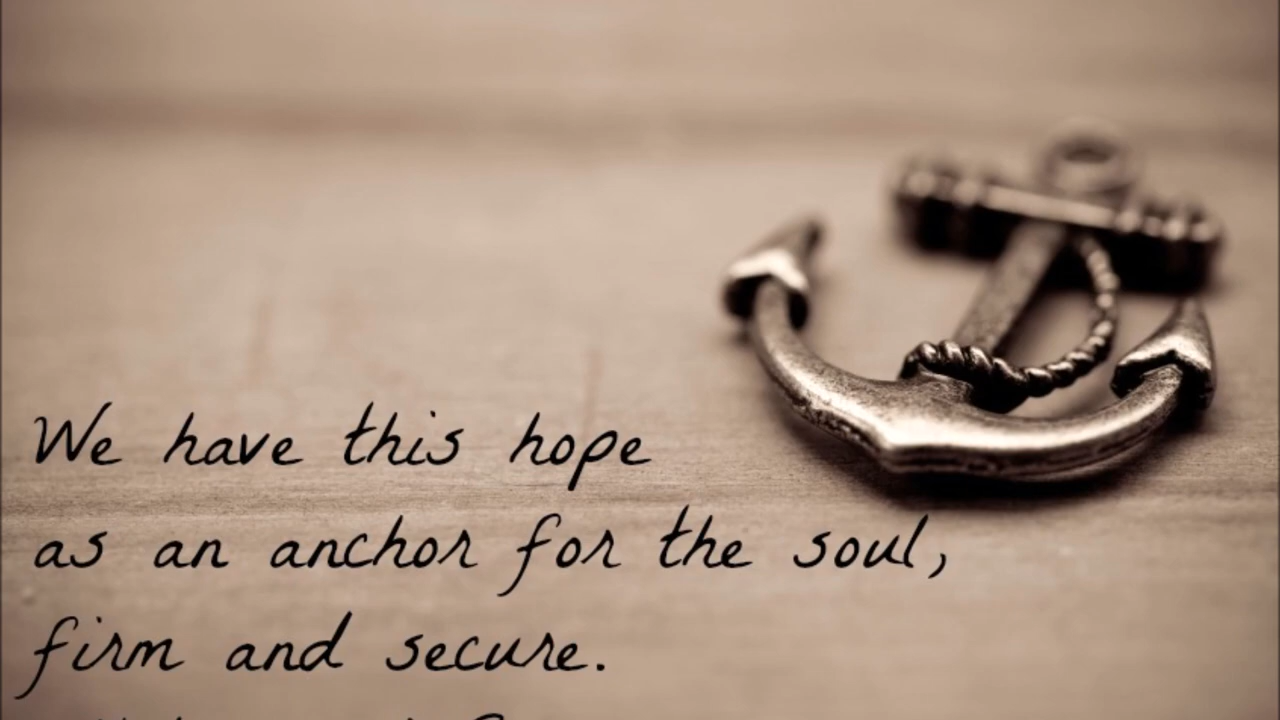 We have this hope
as an anchor for the soul,
firm and secure.